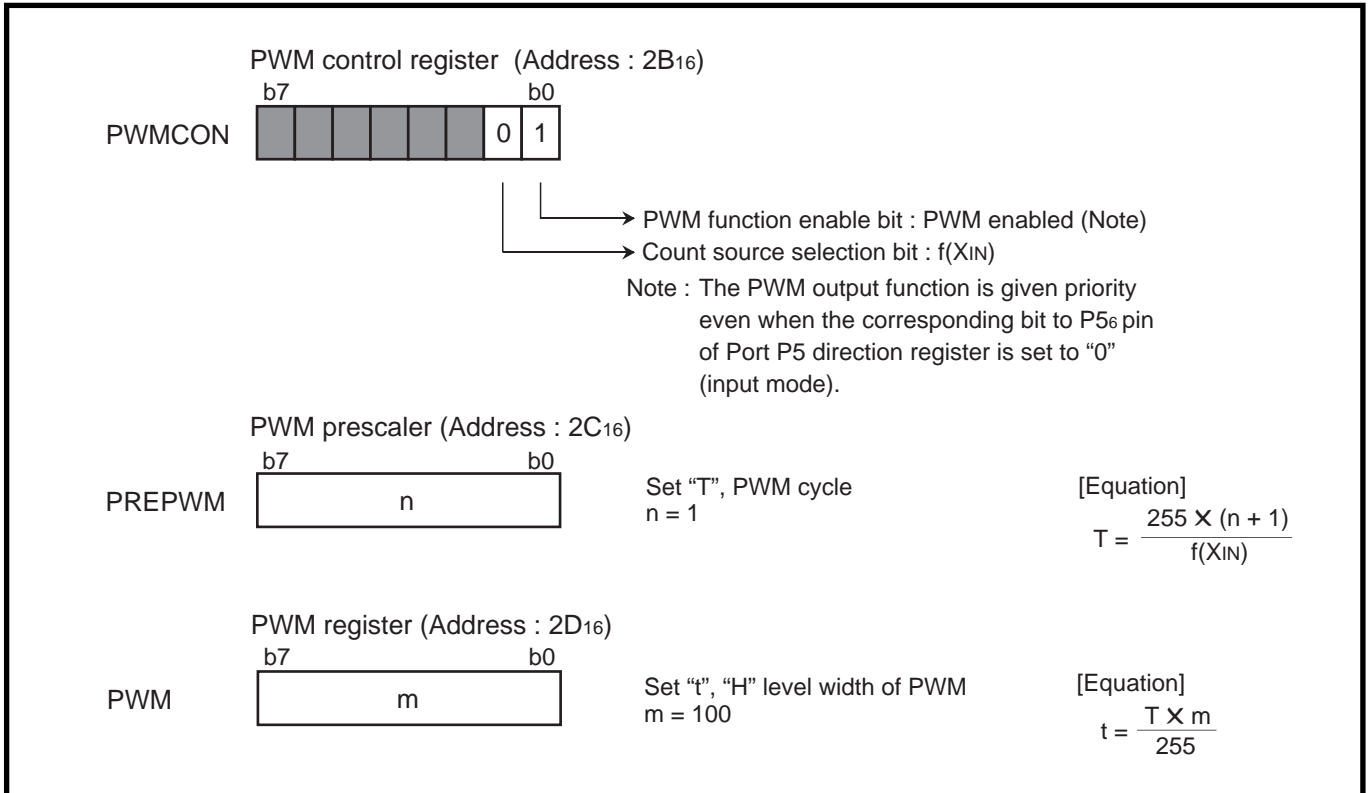 PWM control register (Address : 2B16)
b7 b0
PWMCON 0 1
PWM function enable bit : PWM enabled (Note)
Count source selection bit : f(XIN)
Note : The PWM output function is given priority
even when the corresponding bit to P56 pin
of Port P5 direction register is set to “0”
(input mode).
PWM prescaler (Address : 2C16)
b7 b0
PREPWM n
Set “T”, PWM cycle
n = 1
[Equation]
T = 255 × (n + 1)
f(XIN)
PWM register (Address : 2D16)
b7 b0
PWM m
Set “t”, “H” level width of PWM
m = 100
[Equation]
t = T × m
255